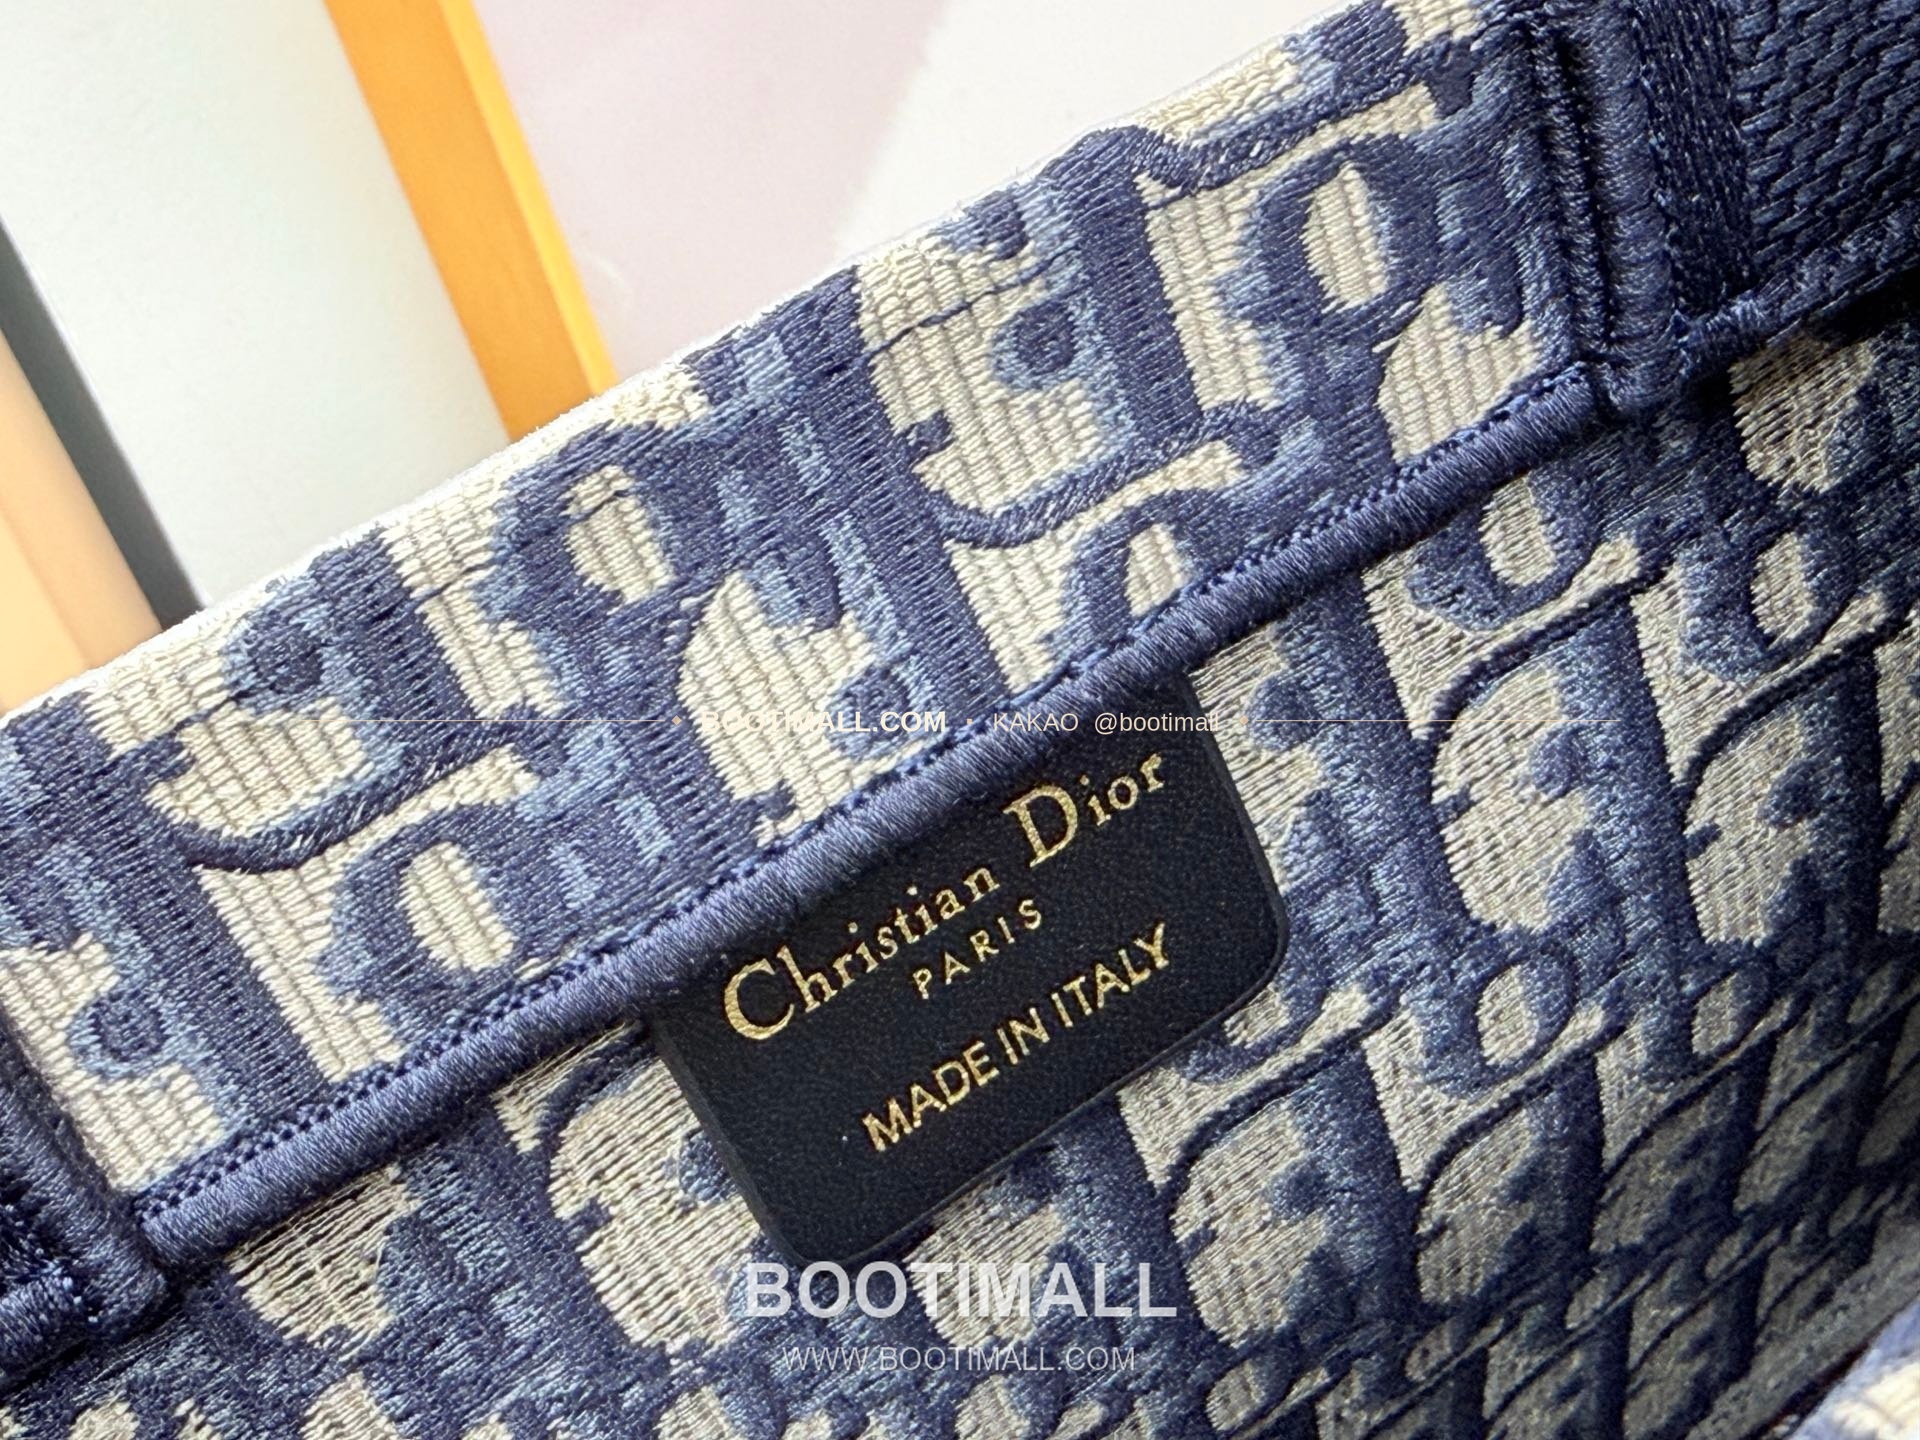 BOOTIMALL.COM • KAKAO @bootimall
Christian Dior
PARIS
MADE IN ITALY
BOOTIMALL
WWW.BOOTIMALL.COM